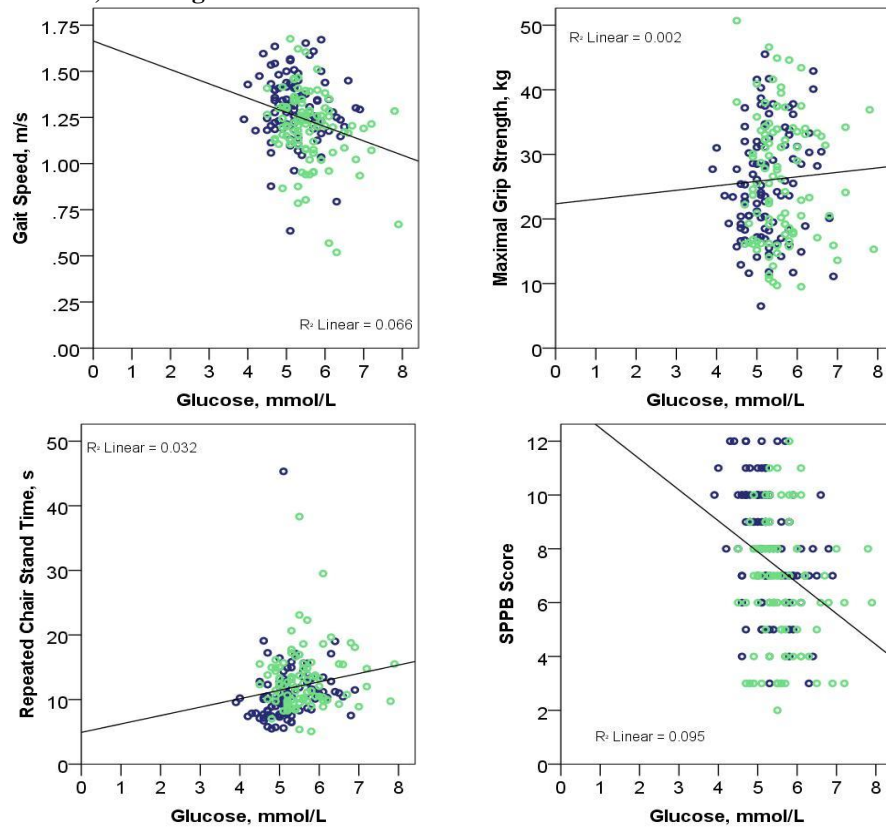 Gait Speed, m/s
1.75
1.50
1.25
1.00
.75
.50
.25
.00
R² Linear = 0.066
0 1 2 3 4 5 6 7 8
Glucose, mmol/L
Maximal Grip Strength, kg
50
40
30
20
10
0
R² Linear = 0.002
0 1 2 3 4 5 6 7 8
Glucose, mmol/L
Repeated Chair Stand Time, s
50
40
30
20
10
0
R² Linear = 0.032
0 1 2 3 4 5 6 7 8
Glucose, mmol/L
SPPB Score
12
10
8
6
4
2
0
R² Linear = 0.095
0 1 2 3 4 5 6 7 8
Glucose, mmol/L